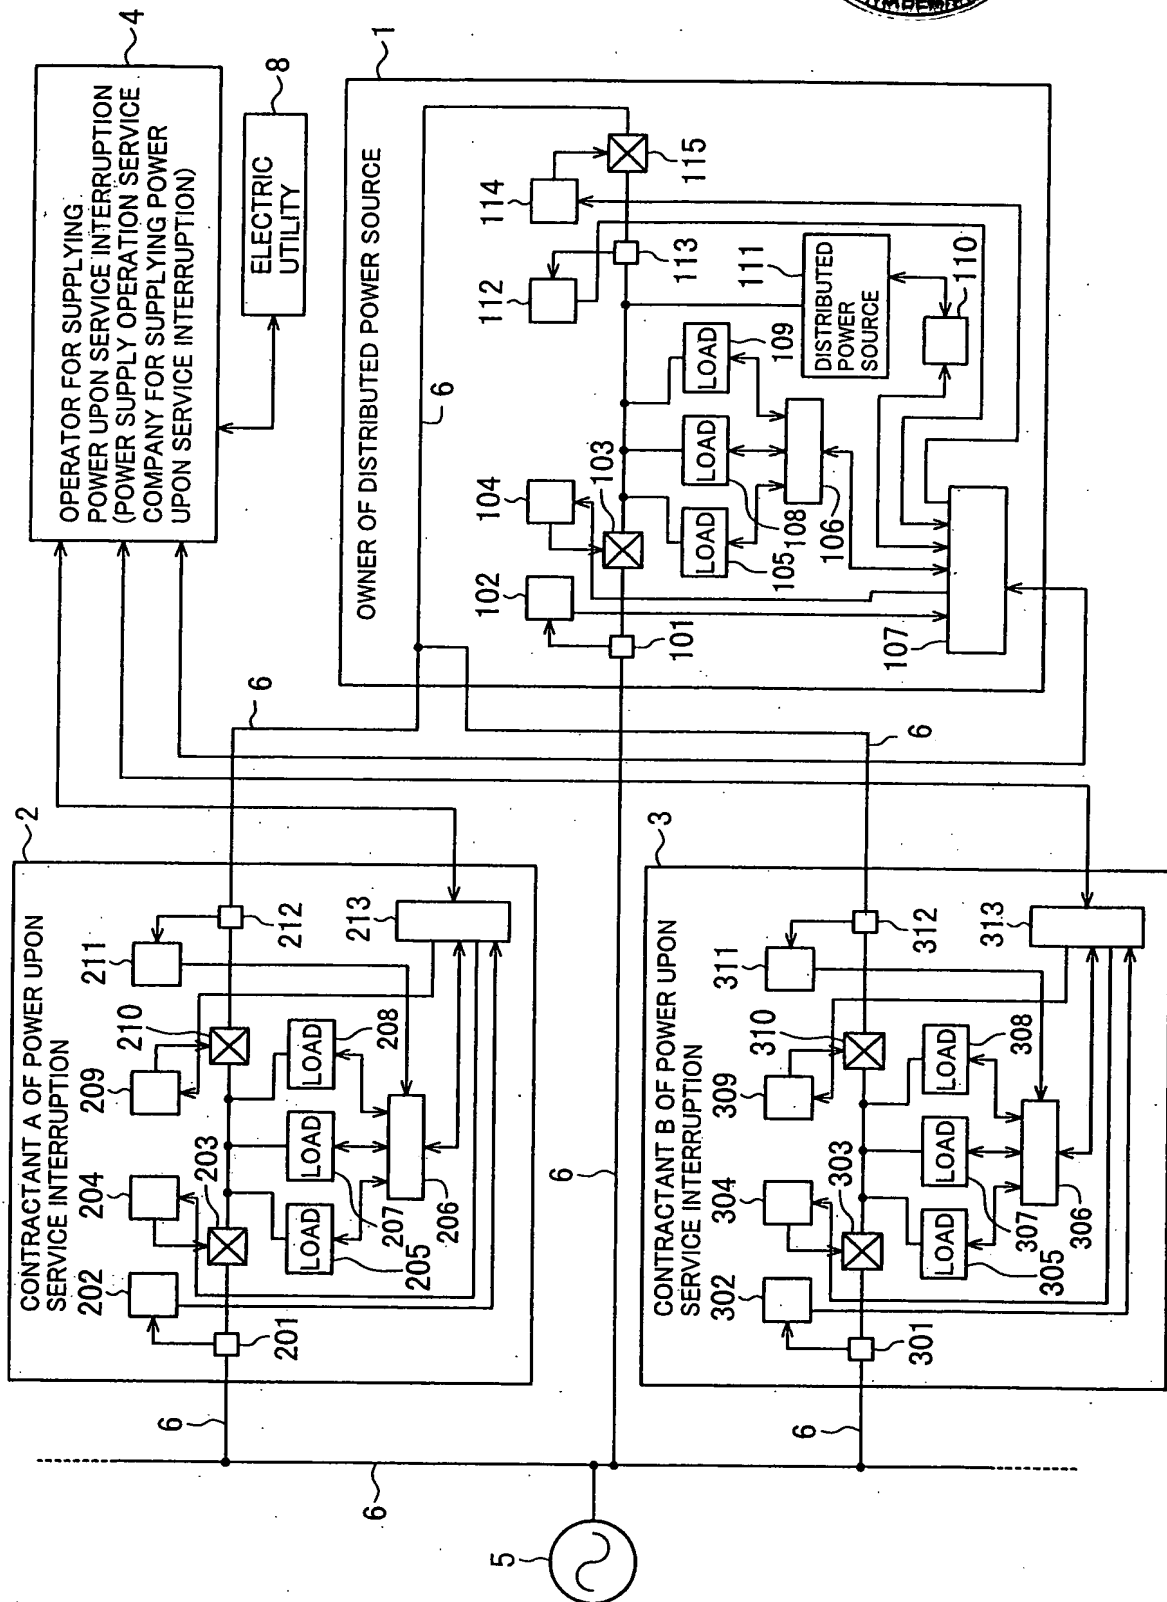 4
OPERATOR FOR SUPPLYING
POWER UPON SERVICE INTERRUPTION
(POWER SUPPLY OPERATION SERVICE
COMPANY FOR SUPPLYING POWER
UPON SERVICE INTERRUPTION)
8
ELECTRIC
UTILITY
1
OWNER OF DISTRIBUTED POWER SOURCE
6
114
115
112
113
104
103
102
101
LOAD
105
LOAD
108
LOAD
109
106
111
DISTRIBUTED
POWER
SOURCE
110
107
6
6
6
2
CONTRACTANT A OF POWER UPON
SERVICE INTERRUPTION
202
204
209
211
201
203
210
212
LOAD
205
LOAD
207
LOAD
208
206
213
6
3
CONTRACTANT B OF POWER UPON
SERVICE INTERRUPTION
302
304
309
311
301
303
310
312
LOAD
305
LOAD
307
LOAD
308
306
313
6
6
5